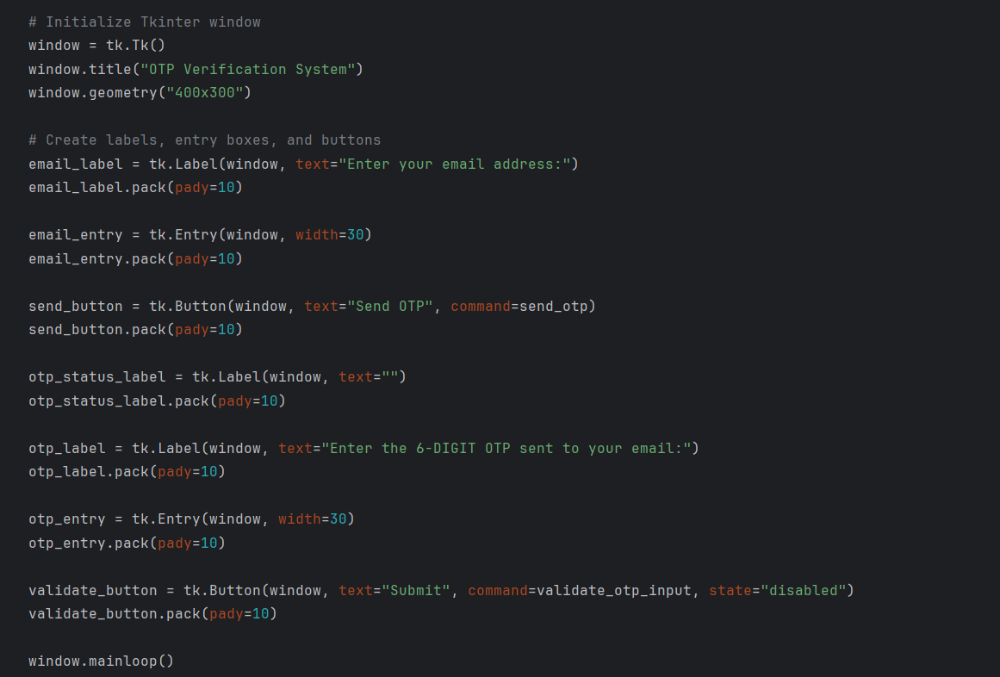 # Initialize Tkinter window
window = tk.Tk()
window.title("OTP Verification System")
window.geometry("400x300")
# Create labels, entry boxes, and buttons
email_label = tk.Label(window, text="Enter your email address:")
email_label.pack(pady=10)
email_entry = tk.Entry(window, width=30)
email_entry.pack(pady=10)
send_button = tk.Button(window, text="Send OTP", command=send_otp)
send_button.pack(pady=10)
otp_status_label = tk.Label(window, text="")
otp_status_label.pack(pady=10)
otp_label = tk.Label(window, text="Enter the 6-DIGIT OTP sent to your email:")
otp_label.pack(pady=10)
otp_entry = tk.Entry(window, width=30)
otp_entry.pack(pady=10)
validate_button = tk.Button(window, text="Submit", command=validate_otp_input, state="disabled")
validate_button.pack(pady=10)
window.mainloop()